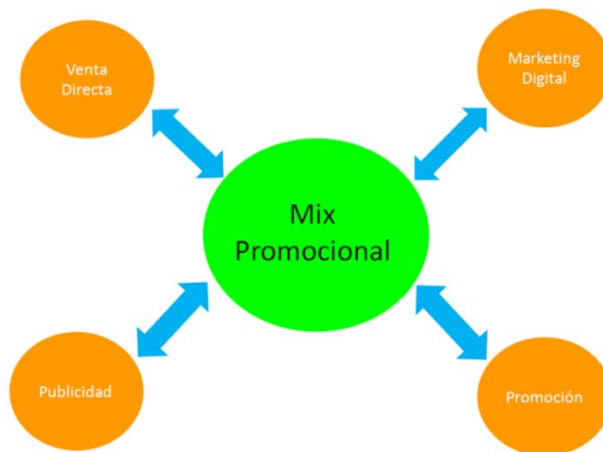 Venta
Directa
Marketing
Digital
Mix
Promocional
Publicidad
Promoción